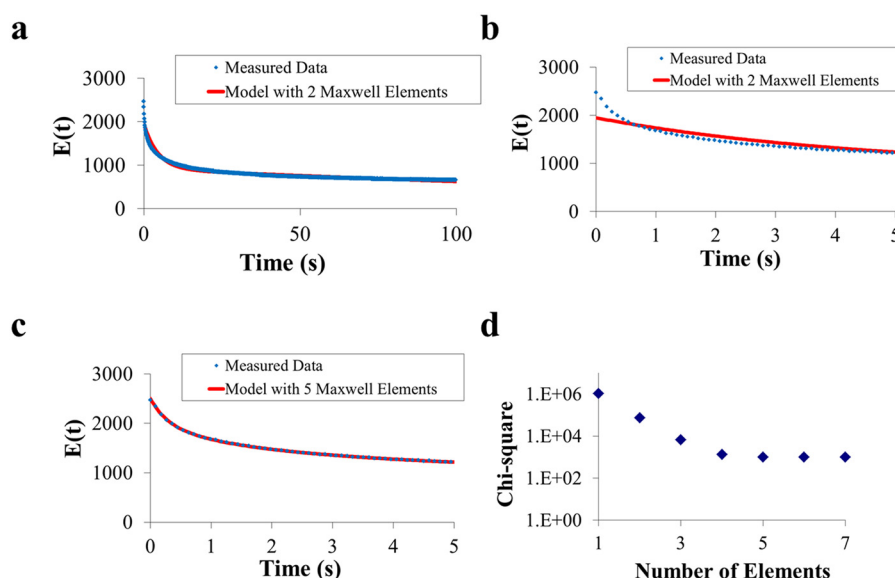 a
Measured Data
Model with 2 Maxwell Elements
E(t)
3000
2000
1000
0
0
50
100
Time (s)
b
Measured Data
Model with 2 Maxwell Elements
E(t)
3000
2000
1000
0
0
1
2
3
4
5
Time (s)
c
Measured Data
Model with 5 Maxwell Elements
E(t)
3000
2000
1000
0
0
1
2
3
4
5
Time (s)
d
Chi-square
1.E+06
1.E+04
1.E+02
1.E+00
1
3
5
7
Number of Elements